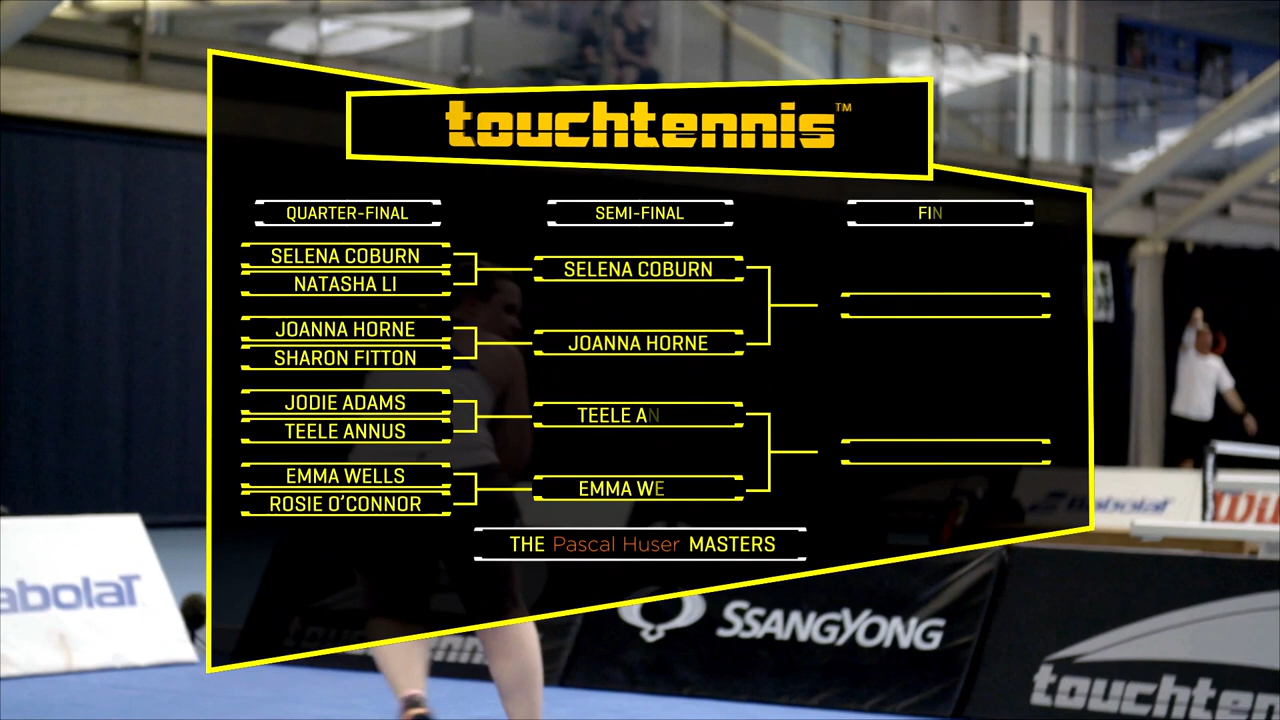 touchtennis™
QUARTER-FINAL
SEMI-FINAL
FIN
SELENA COBURN
NATASHA LI
JOANNA HORNE
SHARON FITTON
JODIE ADAMS
TEELE ANNUS
EMMA WELLS
ROSIE O'CONNOR
SELENA COBURN
JOANNA HORNE
TEELE AN
EMMA WE
THE Pascal Huser MASTERS
Babolat
abolaT
SSANGYONG
touchten